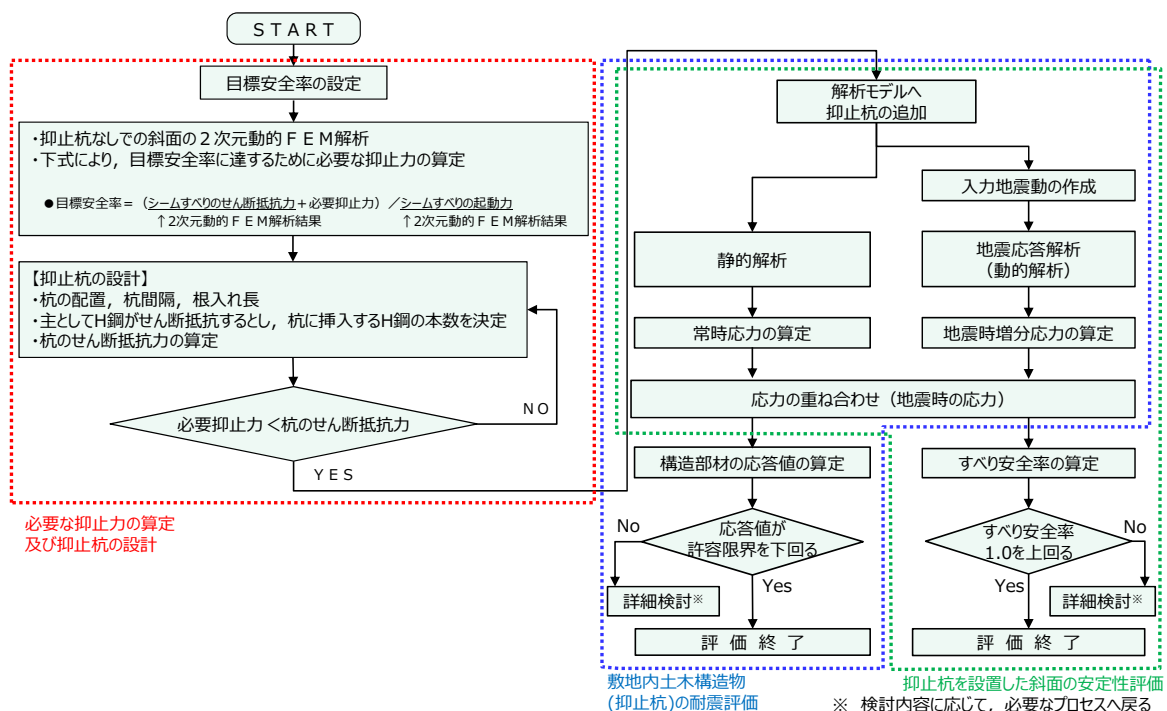 START
目標安全率の設定
・抑止杭なしでの斜面の2次元動的FEM解析
・下式により，目標安全率に達するために必要な抑止力の算定
●目標安全率＝（シームすべりのせん断抵抗力＋必要抑止力）／シームすべりの起動力
↑2次元動的FEM解析結果 ↑2次元動的FEM解析結果
【抑止杭の設計】
・杭の配置，杭間隔，根入れ長
・主としてH鋼がせん断抵抗するとし，杭に挿入するH鋼の本数を決定
・杭のせん断抵抗力の算定
必要抑止力＜杭のせん断抵抗力
NO
YES
必要な抑止力の算定
及び抑止杭の設計
解析モデルへ
抑止杭の追加
入力地震動の作成
静的解析
地震応答解析
（動的解析）
常時応力の算定
地震時増分応力の算定
応力の重ね合わせ（地震時の応力）
構造部材の応答値の算定
すべり安全率の算定
No
応答値が
許容限界を下回る
Yes
詳細検討※
評価終了
すべり安全率
1.0を上回る
No
Yes
詳細検討※
評価終了
敷地内土木構造物
(抑止杭)の耐震評価
抑止杭を設置した斜面の安定性評価
※ 検討内容に応じて，必要なプロセスへ戻る